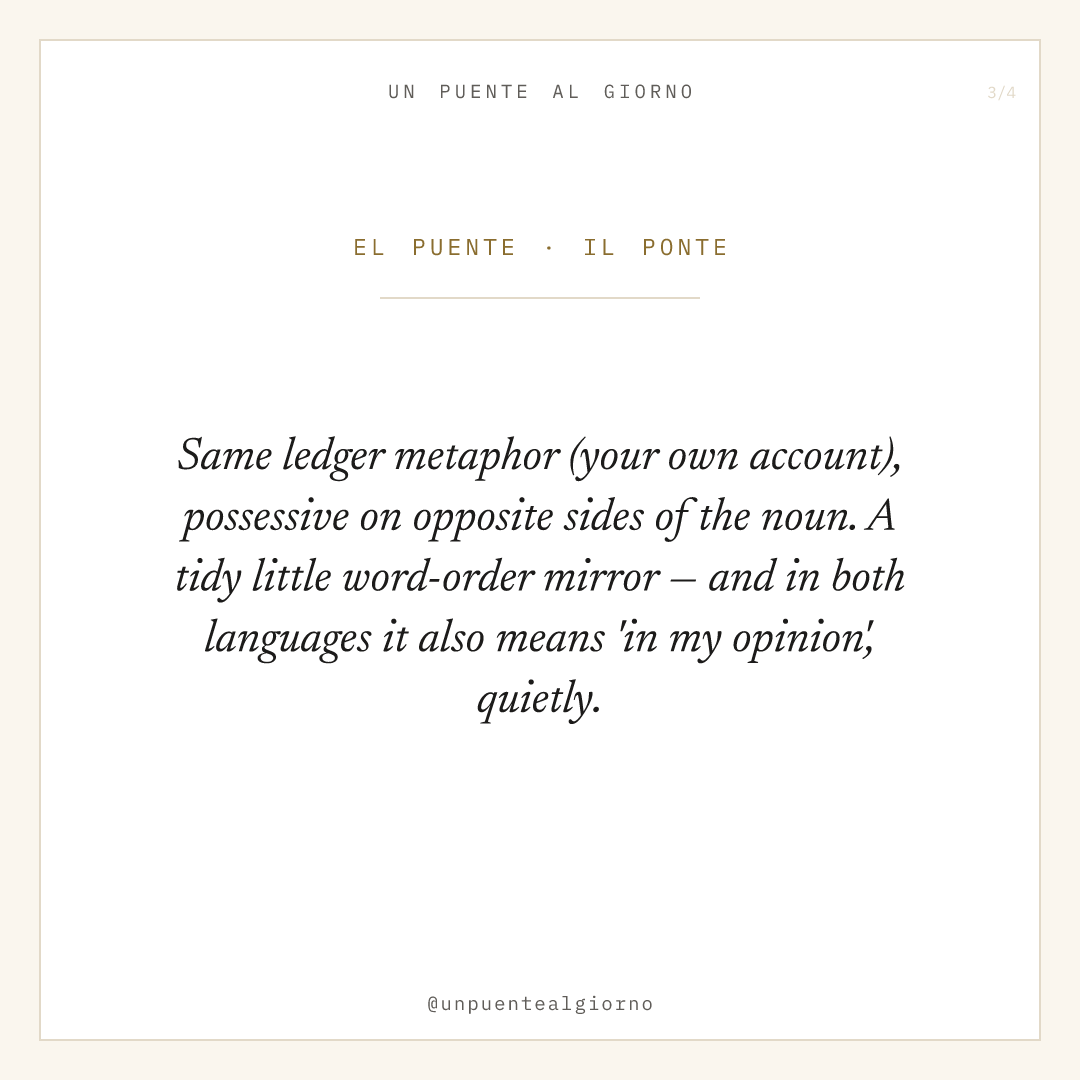 UN PUENTE AL GIORNO
3/4
EL PUENTE · IL PONTE
Same ledger metaphor (your own account),
possessive on opposite sides of the noun. A
tidy little word-order mirror — and in both
languages it also means 'in my opinion',
quietly.
@unpuentealgiorno